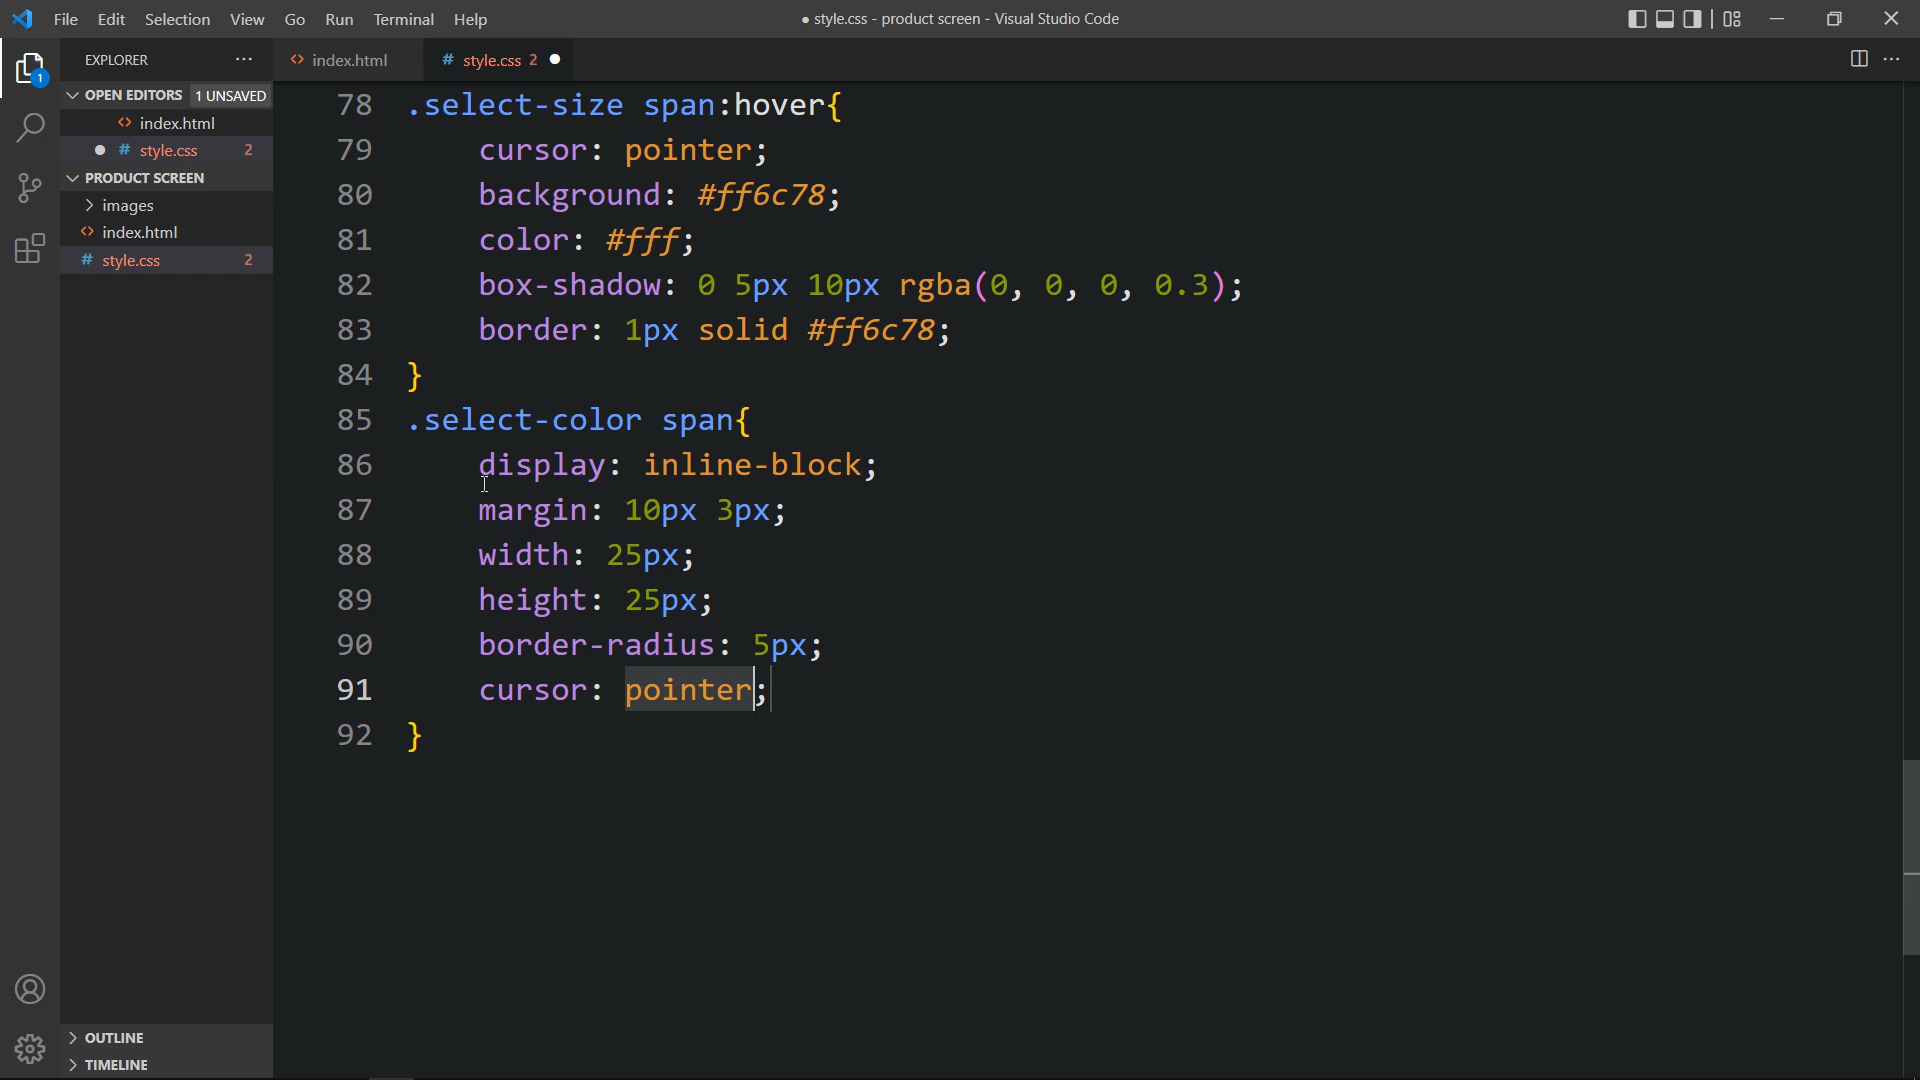 File Edit Selection View Go Run Terminal Help
● style.css - product screen - Visual Studio Code
EXPLORER ···
<> index.html
# style.css 2 ●
OPEN EDITORS 1 UNSAVED
<> index.html
● # style.css 2
PRODUCT SCREEN
> images
<> index.html
# style.css 2
1
78 .select-size span:hover{
79 cursor: pointer;
80 background: #ff6c78;
81 color: #fff;
82 box-shadow: 0 5px 10px rgba(0, 0, 0, 0.3);
83 border: 1px solid #ff6c78;
84 }
85 .select-color span{
86 display: inline-block;
87 margin: 10px 3px;
88 width: 25px;
89 height: 25px;
90 border-radius: 5px;
91 cursor: pointer;
92 }
> OUTLINE
> TIMELINE